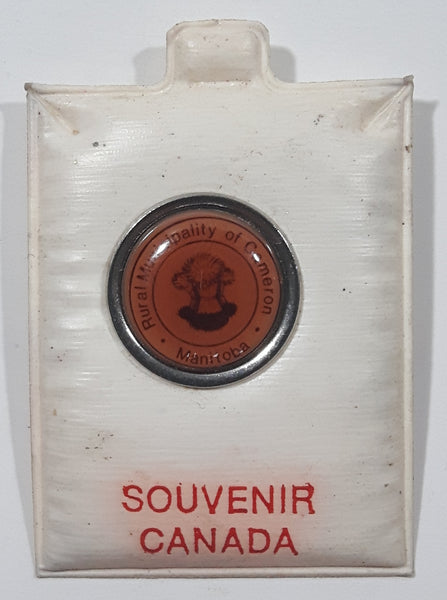 Rural Municipality of Cameron
• Manitoba •
SOUVENIR
CANADA